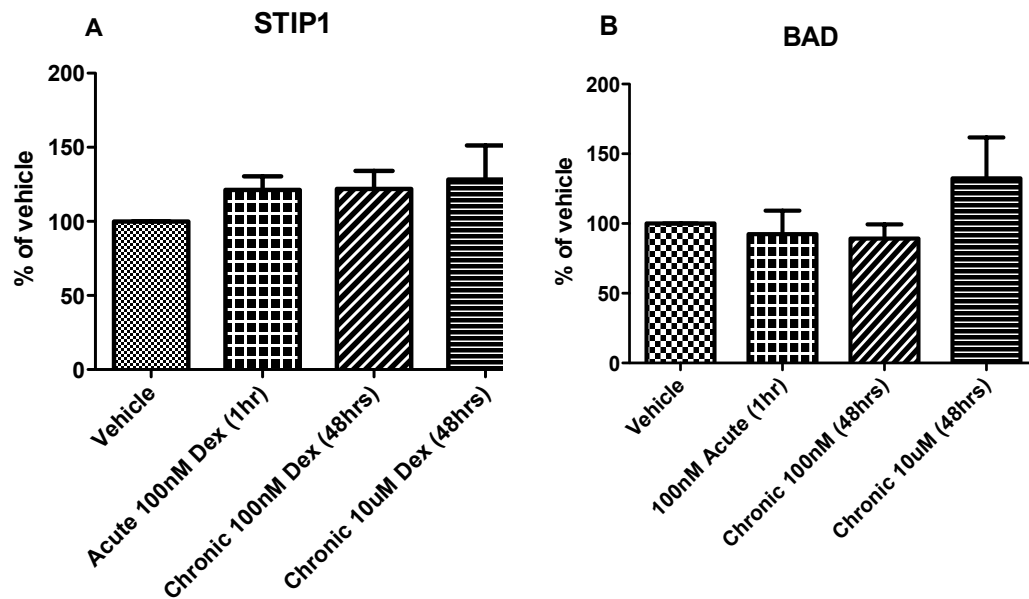 A
STIP1
% of vehicle
200
150
100
50
0
Vehicle
Acute 100nM Dex (1hr)
Chronic 100nM Dex (48hrs)
Chronic 10uM Dex (48hrs)
B
BAD
% of vehicle
200
150
100
50
0
Vehicle
100nM Acute (1hr)
Chronic 100nM (48hrs)
Chronic 10uM (48hrs)